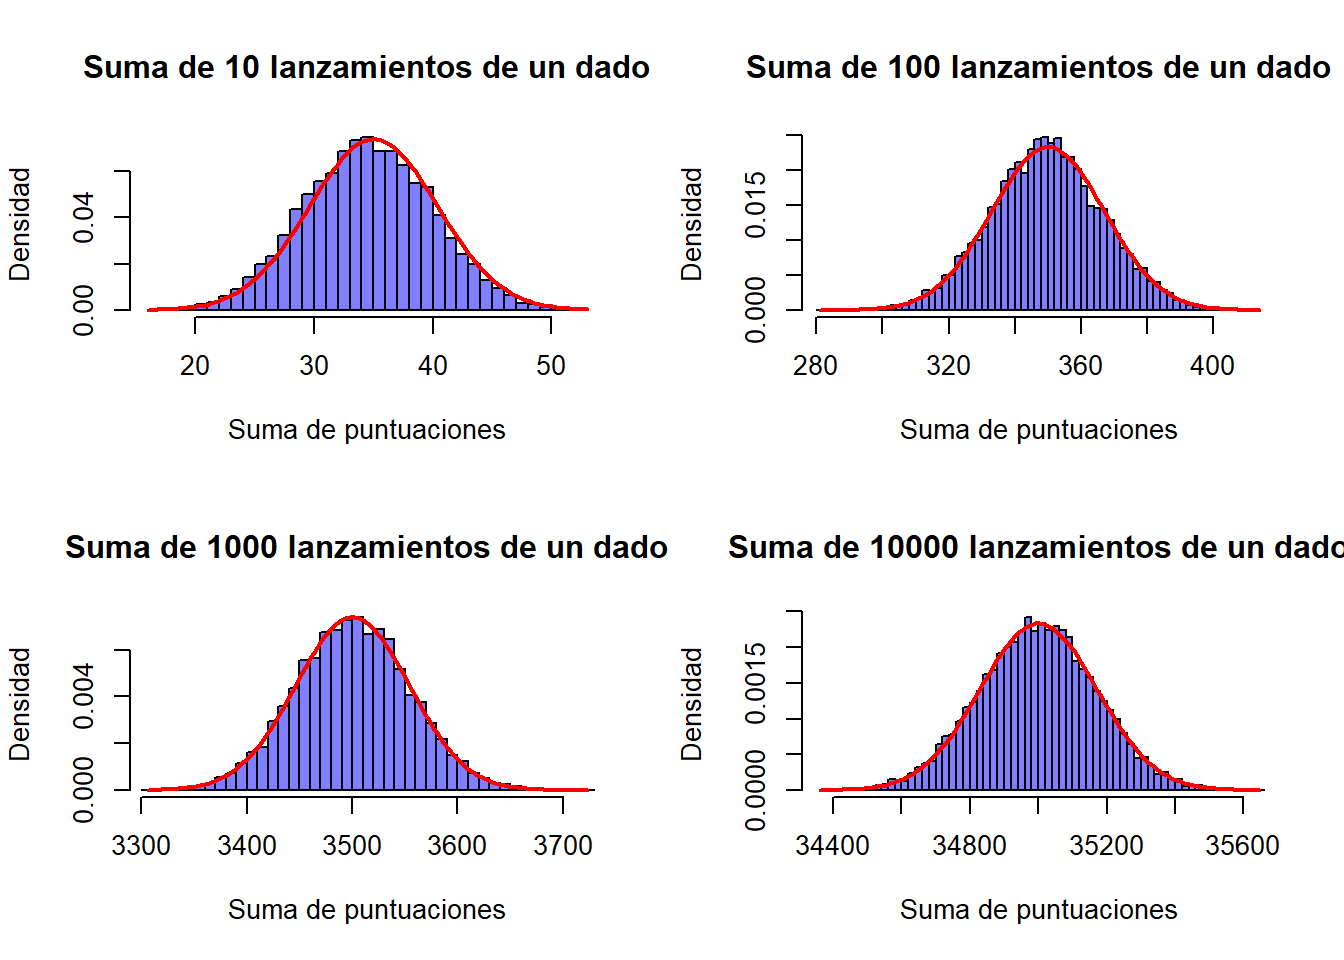 Suma de 10 lanzamientos de un dado
Densidad
0.00 0.04
20 30 40 50
Suma de puntuaciones
Suma de 100 lanzamientos de un dado
Densidad
0.000 0.015
280 320 360 400
Suma de puntuaciones
Suma de 1000 lanzamientos de un dado
Densidad
0.000 0.004
3300 3400 3500 3600 3700
Suma de puntuaciones
Suma de 10000 lanzamientos de un dado
Densidad
0.0000 0.0015
34400 34800 35200 35600
Suma de puntuaciones